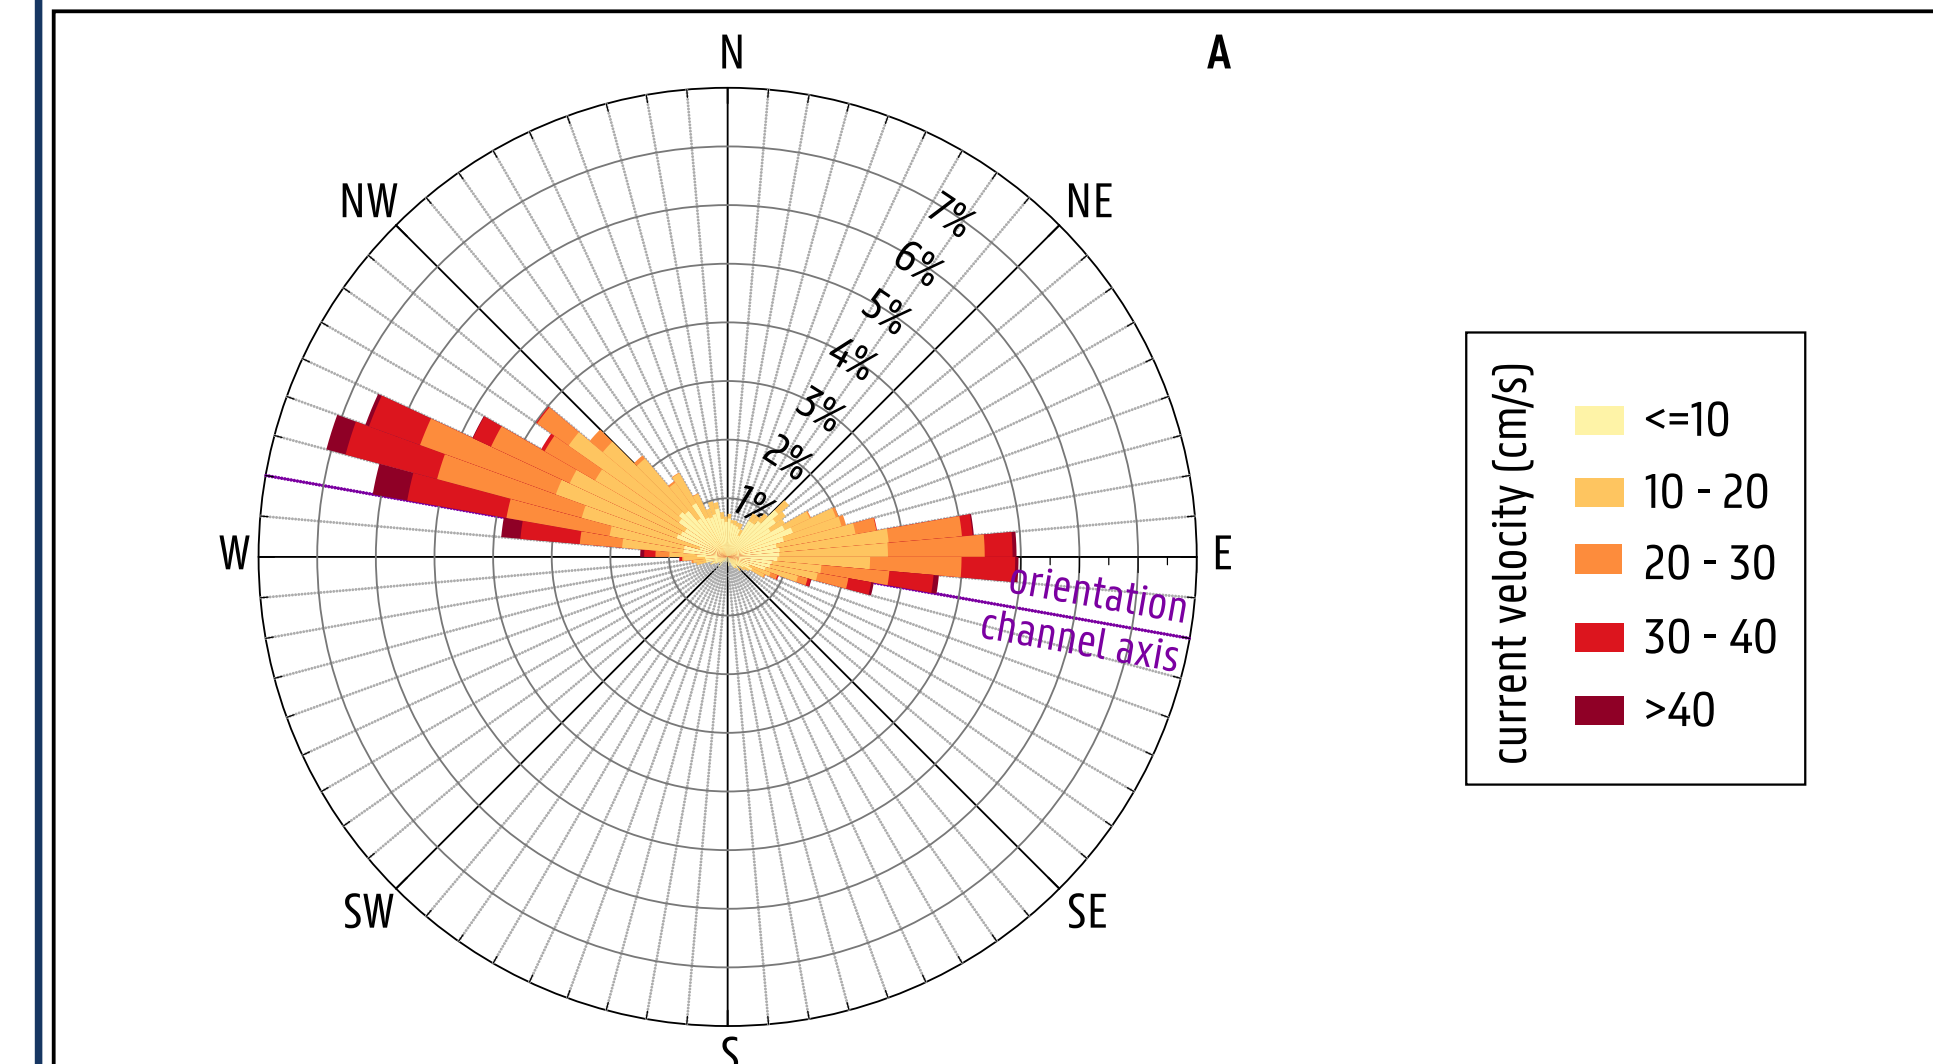 N
A
NW
NE
7%
6%
5%
4%
3%
2%
1%
W
E
orientation
channel axis
SW
SE
S
current velocity (cm/s)
<=10
10 - 20
20 - 30
30 - 40
>40